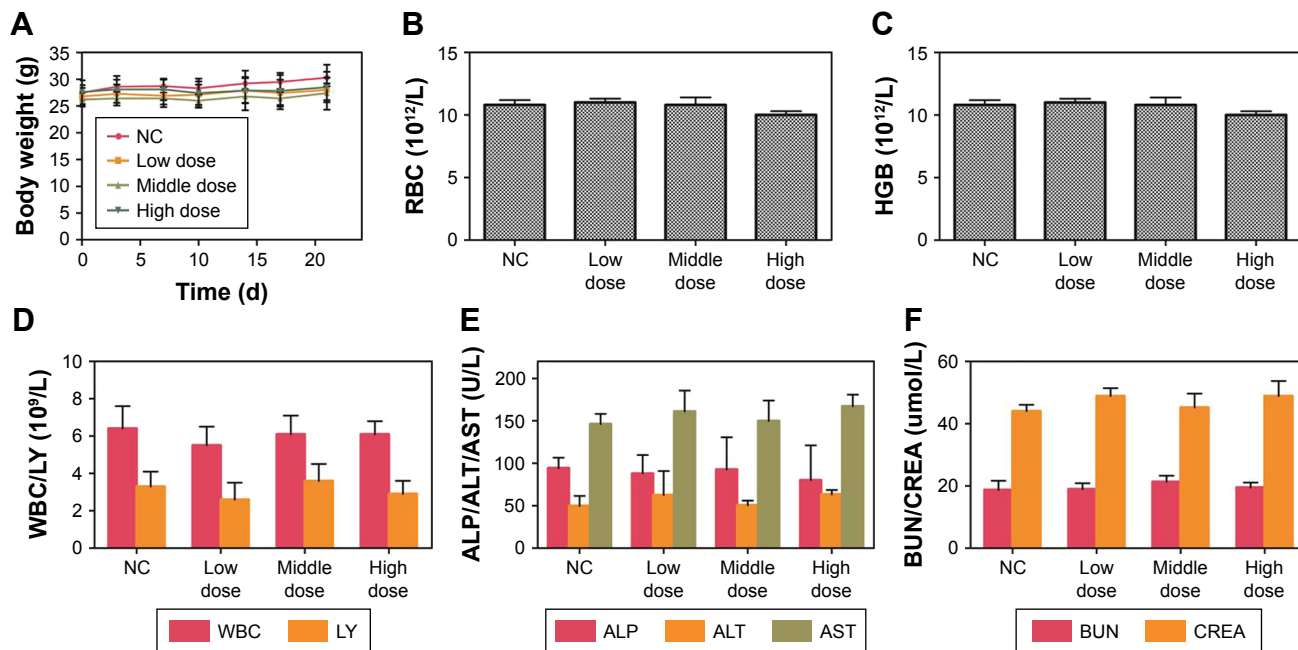 A
Body weight (g)
35
30
25
20
15
10
5
0
NC
Low dose
Middle dose
High dose
0 5 10 15 20
Time (d)
B
RBC (10¹²/L)
15
10
5
0
NC Low dose Middle dose High dose
C
HGB (10¹²/L)
15
10
5
0
NC Low dose Middle dose High dose
D
WBC/LY (10⁹/L)
10
8
6
4
2
0
NC Low dose Middle dose High dose
WBC LY
E
ALP/ALT/AST (U/L)
200
150
100
50
0
NC Low dose Middle dose High dose
ALP ALT AST
F
BUN/CREA (umol/L)
60
40
20
0
NC Low dose Middle dose High dose
BUN CREA